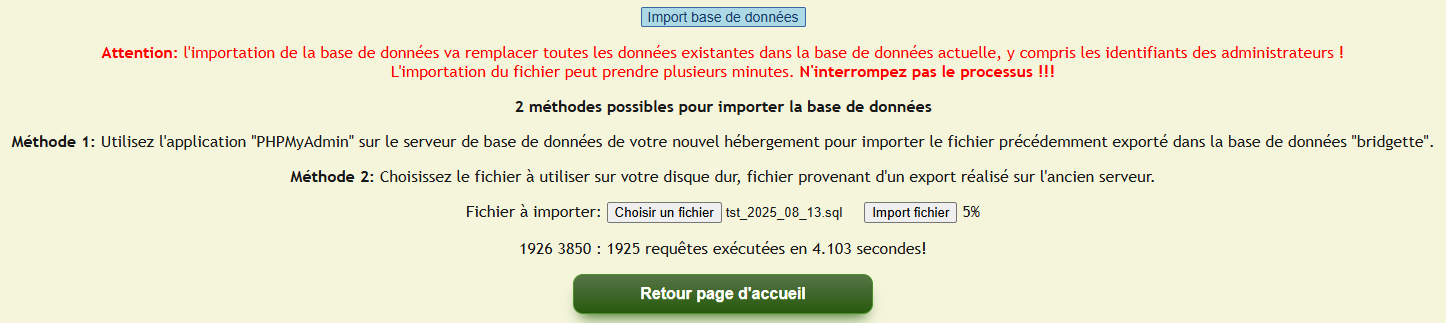 Import base de données
Attention: l'importation de la base de données va remplacer toutes les données existantes dans la base de données actuelle, y compris les identifiants des administrateurs !
L'importation du fichier peut prendre plusieurs minutes. N'interrompez pas le processus !!!
2 méthodes possibles pour importer la base de données
Méthode 1: Utilisez l'application "PHPMyAdmin" sur le serveur de base de données de votre nouvel hébergement pour importer le fichier précédemment exporté dans la base de données "bridgette".
Méthode 2: Choisissez le fichier à utiliser sur votre disque dur, fichier provenant d'un export réalisé sur l'ancien serveur.
Fichier à importer: Choisir un fichier tst_2025_08_13.sql Import fichier 5%
1926 3850 : 1925 requêtes exécutées en 4.103 secondes!
Retour page d'accueil